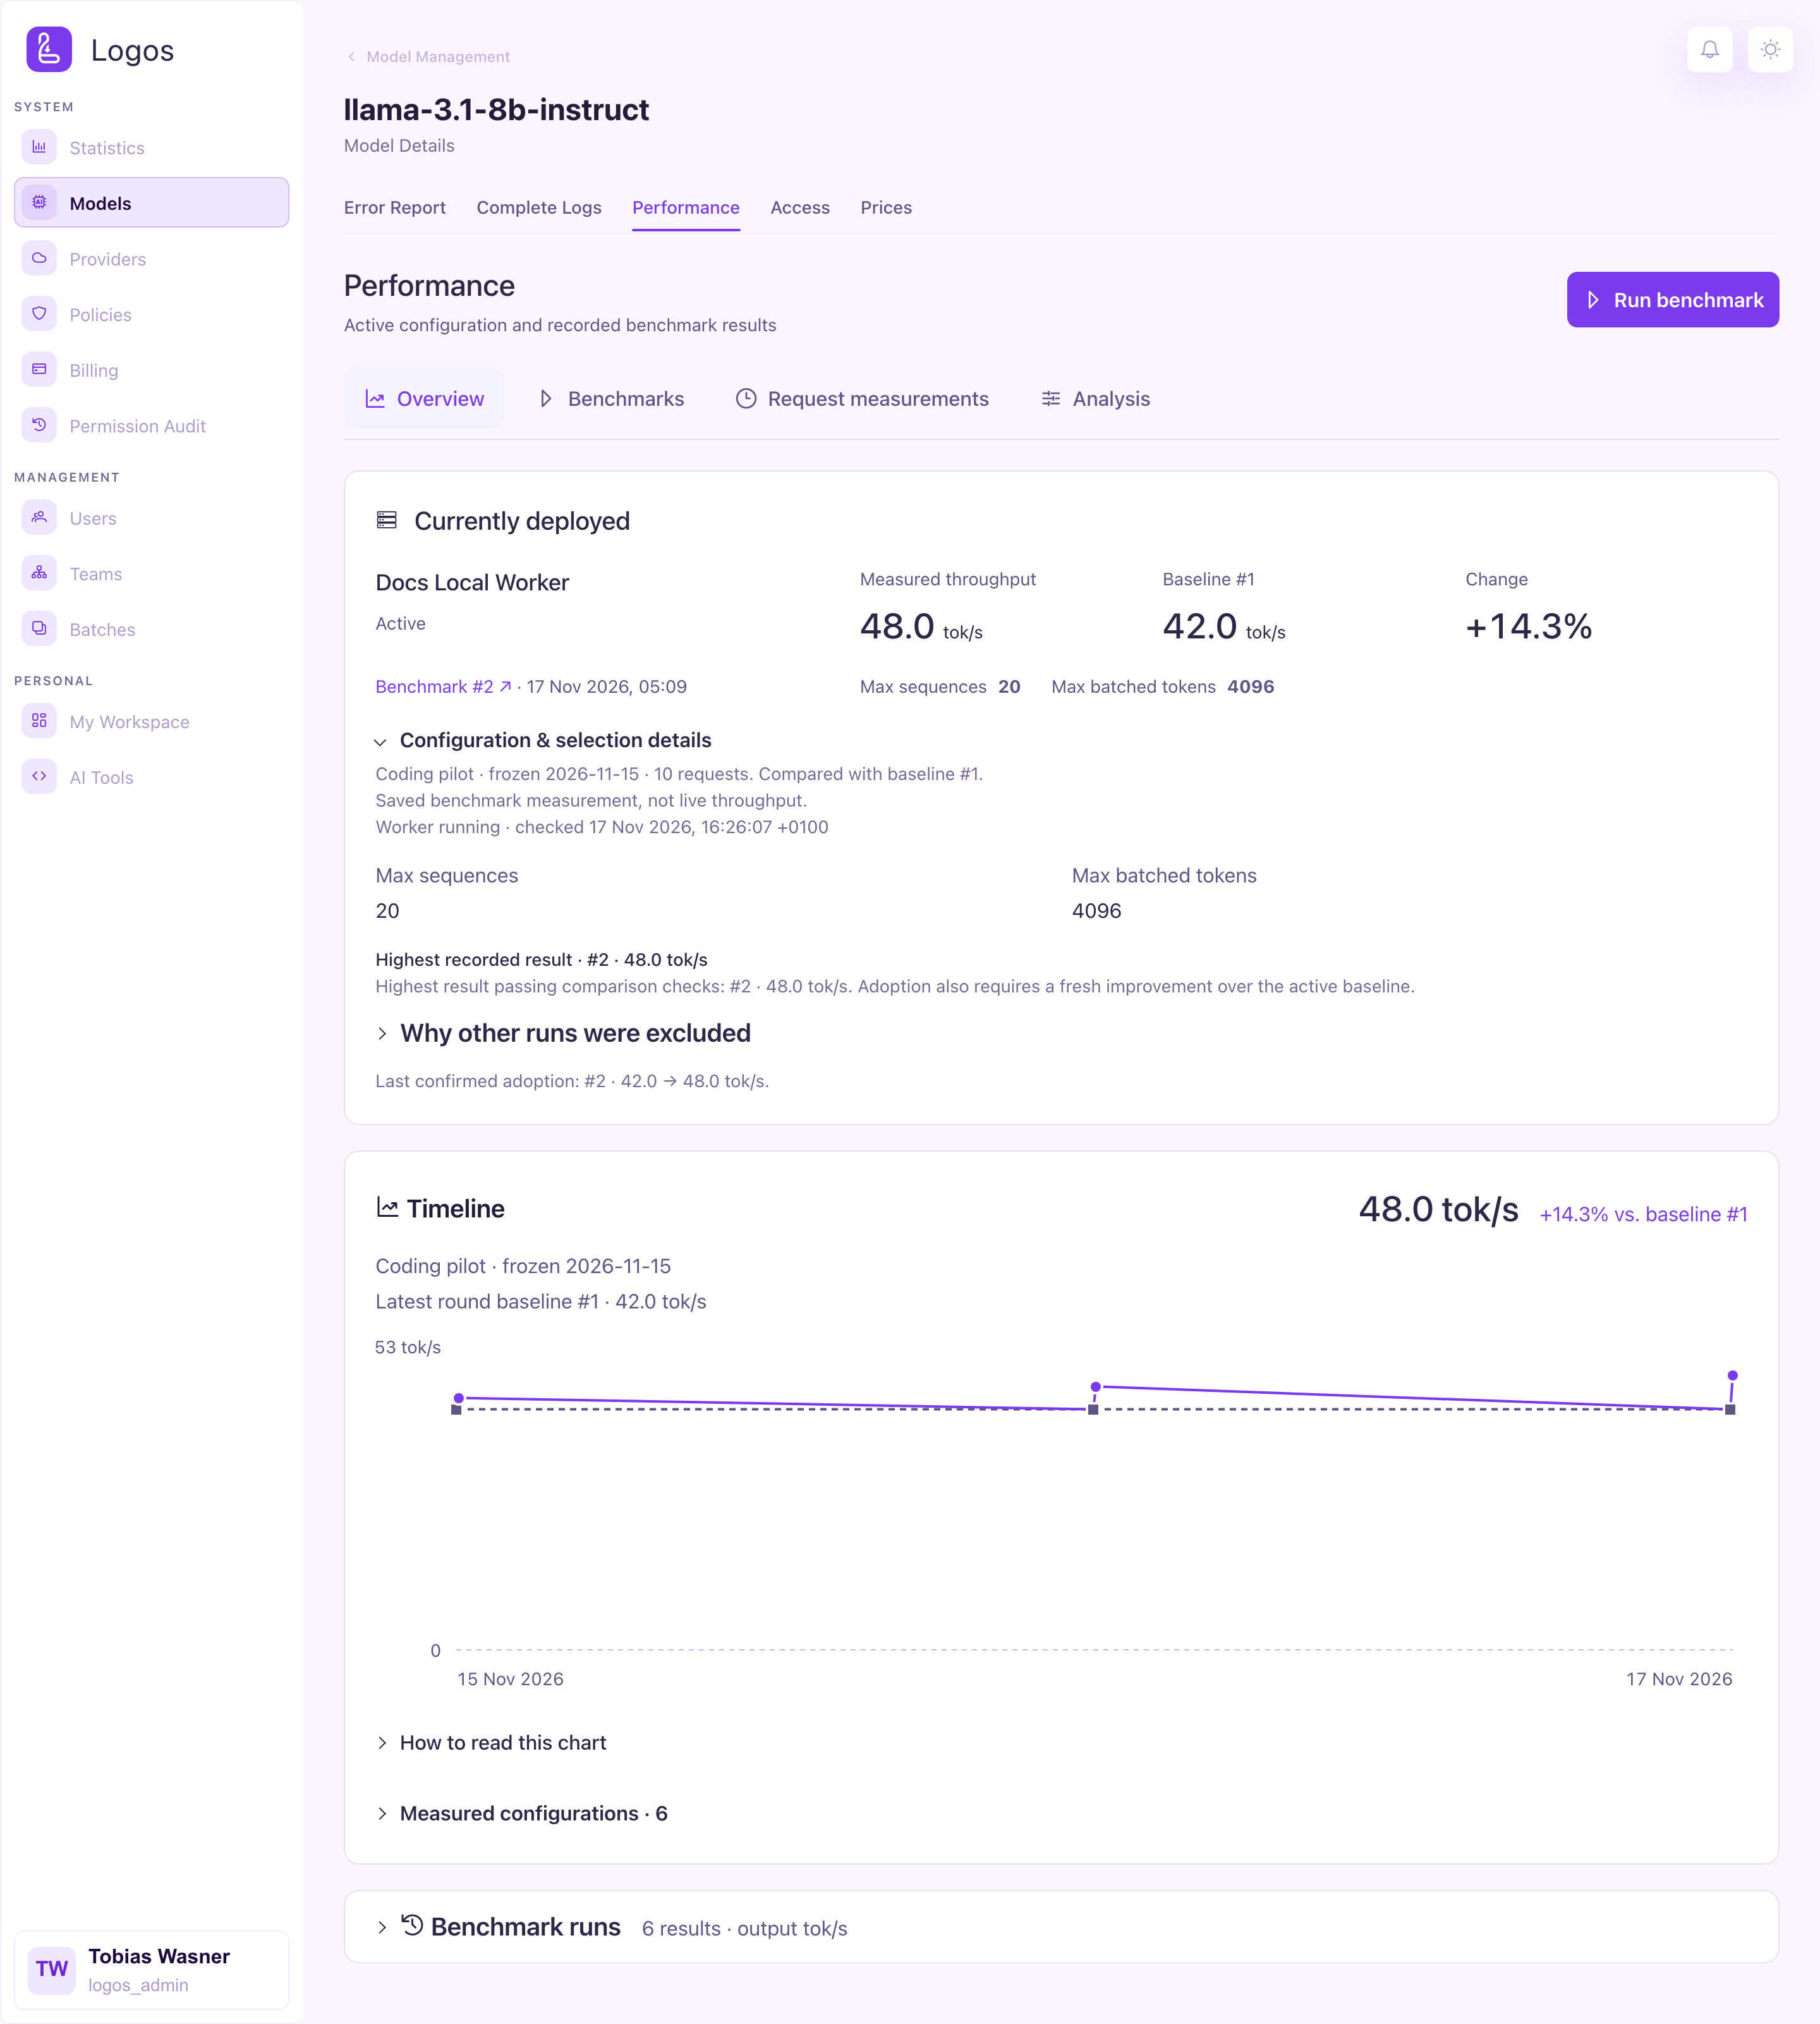 Logos
SYSTEM
Statistics
Models
Providers
Policies
Billing
Permission Audit
MANAGEMENT
Users
Teams
Batches
PERSONAL
My Workspace
AI Tools
TW
Tobias Wasner
logos_admin
Model Management
llama-3.1-8b-instruct
Model Details
Error Report Complete Logs Performance Access Prices
Performance
Active configuration and recorded benchmark results
Run benchmark
Overview Benchmarks Request measurements Analysis
Currently deployed
Docs Local Worker
Active
Measured throughput
48.0 tok/s
Baseline #1
42.0 tok/s
Change
+14.3%
Benchmark #2 ↗ · 17 Nov 2026, 05:09
Max sequences 20 Max batched tokens 4096
Configuration & selection details
Coding pilot · frozen 2026-11-15 · 10 requests. Compared with baseline #1.
Saved benchmark measurement, not live throughput.
Worker running · checked 17 Nov 2026, 16:26:07 +0100
Max sequences
20
Max batched tokens
4096
Highest recorded result · #2 · 48.0 tok/s
Highest result passing comparison checks: #2 · 48.0 tok/s. Adoption also requires a fresh improvement over the active baseline.
Why other runs were excluded
Last confirmed adoption: #2 · 42.0 → 48.0 tok/s.
Timeline
48.0 tok/s +14.3% vs. baseline #1
Coding pilot · frozen 2026-11-15
Latest round baseline #1 · 42.0 tok/s
53 tok/s
0
15 Nov 2026 17 Nov 2026
How to read this chart
Measured configurations · 6
Benchmark runs 6 results · output tok/s